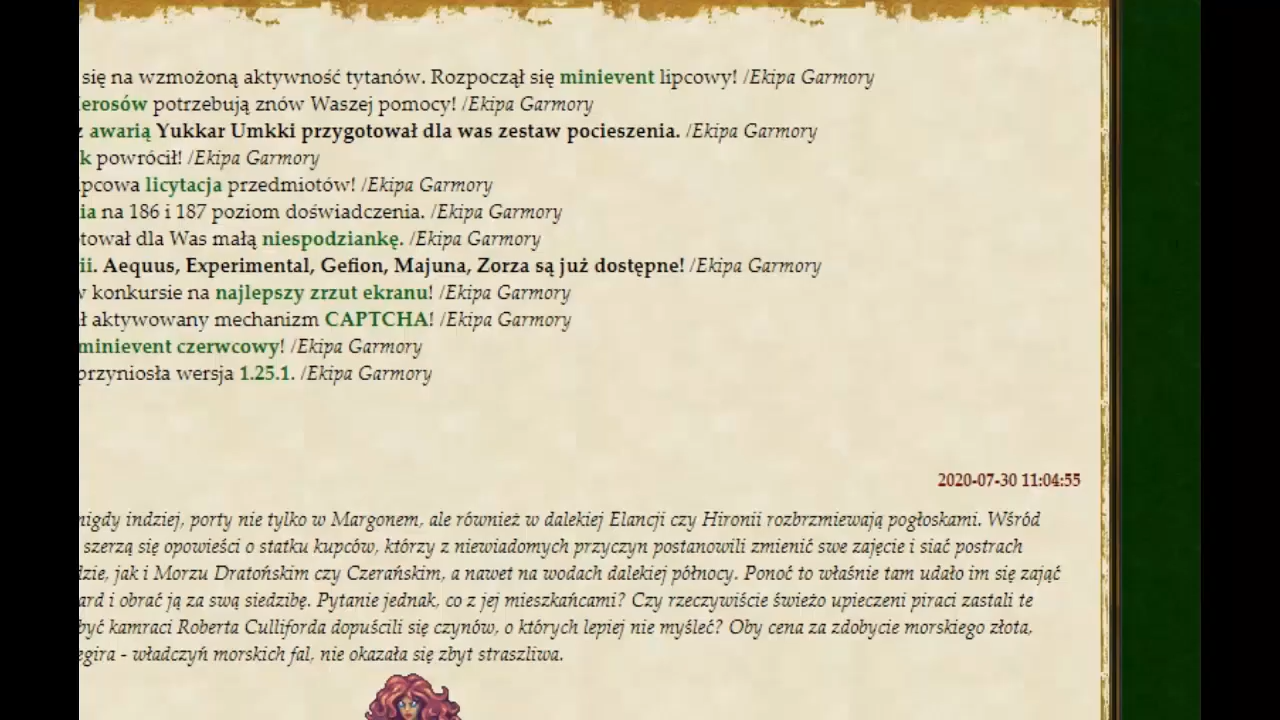 się na wzmożoną aktywność tytanów. Rozpoczął się minievent lipcowy! /Ekipa Garmory
potrzebują znów Waszej pomocy! /Ekipa Garmory
awarią Yukkar Umkki przygotował dla was zestaw pocieszenia. /Ekipa Garmory
powrócił! /Ekipa Garmory
licytacja przedmiotów! /Ekipa Garmory
na 186 i 187 poziom doświadczenia. /Ekipa Garmory
dla Was małą niespodziankę. /Ekipa Garmory
Aequus, Experimental, Gefion, Majuna, Zorza są już dostępne! /Ekipa Garmory
konkursie na najlepszy zrzut ekranu! /Ekipa Garmory
aktywowany mechanizm CAPTCHA! /Ekipa Garmory
minievent czerwcowy! /Ekipa Garmory
przyniosła wersja 1.25.1. /Ekipa Garmory
2020-07-30 11:04:55
nigdy indziej, porty nie tylko w Margonem, ale również w dalekiej Elancji czy Hironii rozbrzmiewają pogłoskami. Wśród
szerzą się opowieści o statku kupców, którzy z niewiadomych przyczyn postanowili zmienić swe zajęcie i siać postrach
jak i Morzu Dratońskim czy Czerańskim, a nawet na wodach dalekiej północy. Ponoć to właśnie tam udało im się zająć
i obrać ją za swą siedzibę. Pytanie jednak, co z jej mieszkańcami? Czy rzeczywiście świeżo upieczeni piraci zastali te
być kamraci Roberta Culliforda dopuścili się czynów, o których lepiej nie myśleć? Oby cena za zdobycie morskiego złota,
- władczyń morskich fal, nie okazała się zbyt straszliwa.